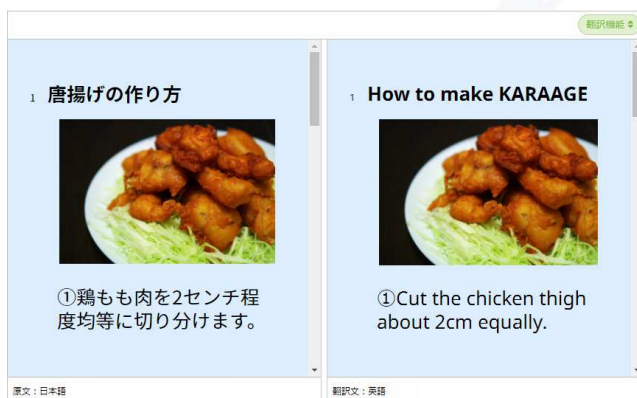 翻訳機能
1 唐揚げの作り方
①鶏もも肉を2センチ程
度均等に切り分けます。
原文：日本語
1 How to make KARAAGE
①Cut the chicken thigh
about 2cm equally.
翻訳文：英語